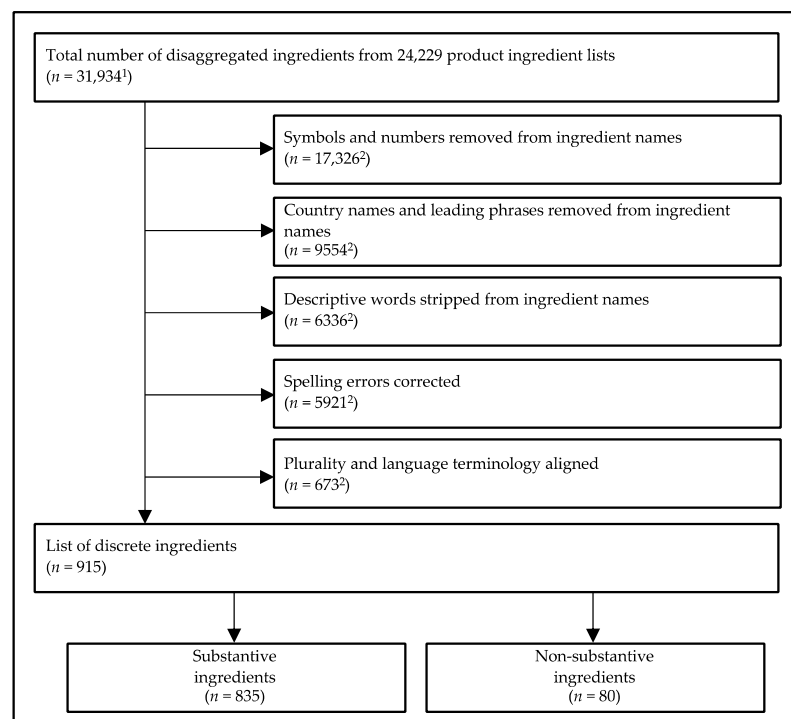 Total number of disaggregated ingredients from 24,229 product ingredient lists
(n = 31,934¹)
Symbols and numbers removed from ingredient names
(n = 17,326²)
Country names and leading phrases removed from ingredient
names
(n = 9554²)
Descriptive words stripped from ingredient names
(n = 6336²)
Spelling errors corrected
(n = 5921²)
Plurality and language terminology aligned
(n = 673²)
List of discrete ingredients
(n = 915)
Substantive
ingredients
(n = 835)
Non-substantive
ingredients
(n = 80)